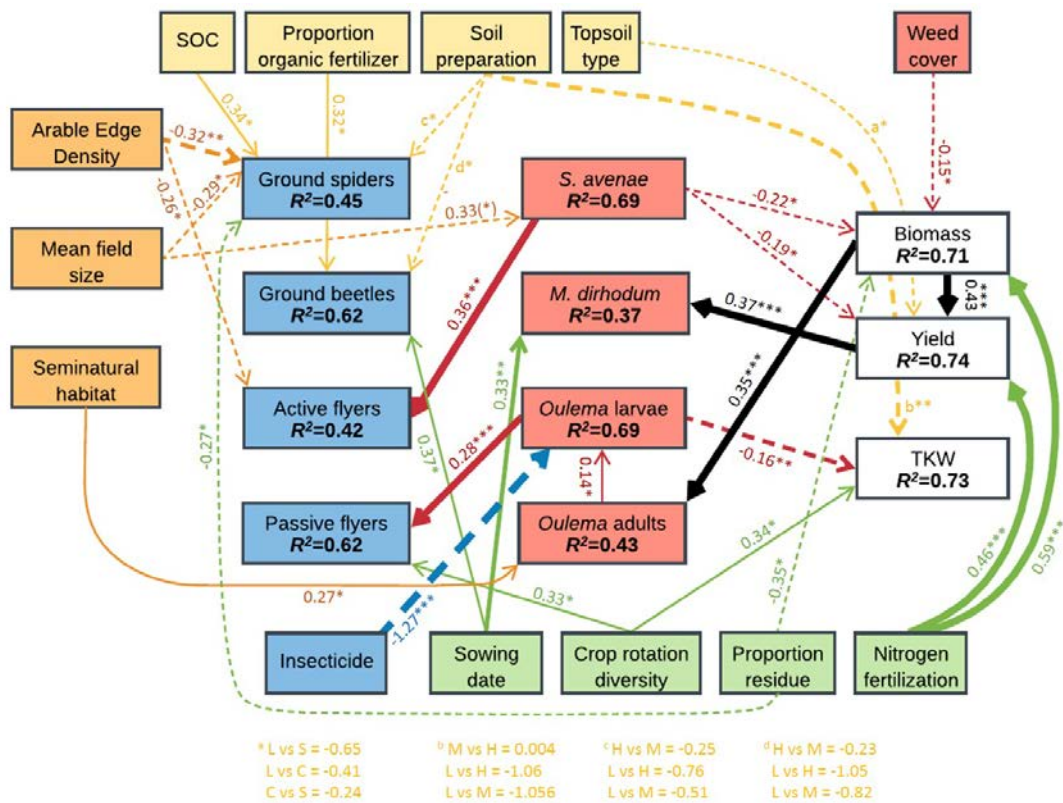 SOC
Proportion
organic fertilizer
Soil
preparation
Topsoil
type
Weed
cover
0.34*
0.32*
c*
d*
a*
-0.15*
Arable Edge
Density
-0.32**
-0.29*
-0.26*
Ground spiders
R²=0.45
S. avenae
R²=0.69
-0.22*
-0.19*
Biomass
R²=0.71
0.33(*)
Mean field
size
Ground beetles
R²=0.62
0.36***
M. dirhodum
R²=0.37
0.37***
0.43
***
Yield
R²=0.74
0.35***
0.33**
b**
Seminatural
habitat
Active flyers
R²=0.42
Oulema larvae
R²=0.69
-0.16**
TKW
R²=0.73
-0.27*
0.37*
0.28***
0.14*
Passive flyers
R²=0.62
Oulema adults
R²=0.43
0.34*
-0.35*
0.46***
0.59***
0.27*
0.33*
-1.27***
Insecticide
Sowing
date
Crop rotation
diversity
Proportion
residue
Nitrogen
fertilization
ᵃ L vs S = -0.65
L vs C = -0.41
C vs S = -0.24
ᵇ M vs H = 0.004
L vs H = -1.06
L vs M = -1.056
ᶜ H vs M = -0.25
L vs H = -0.76
L vs M = -0.51
ᵈ H vs M = -0.23
L vs H = -1.05
L vs M = -0.82